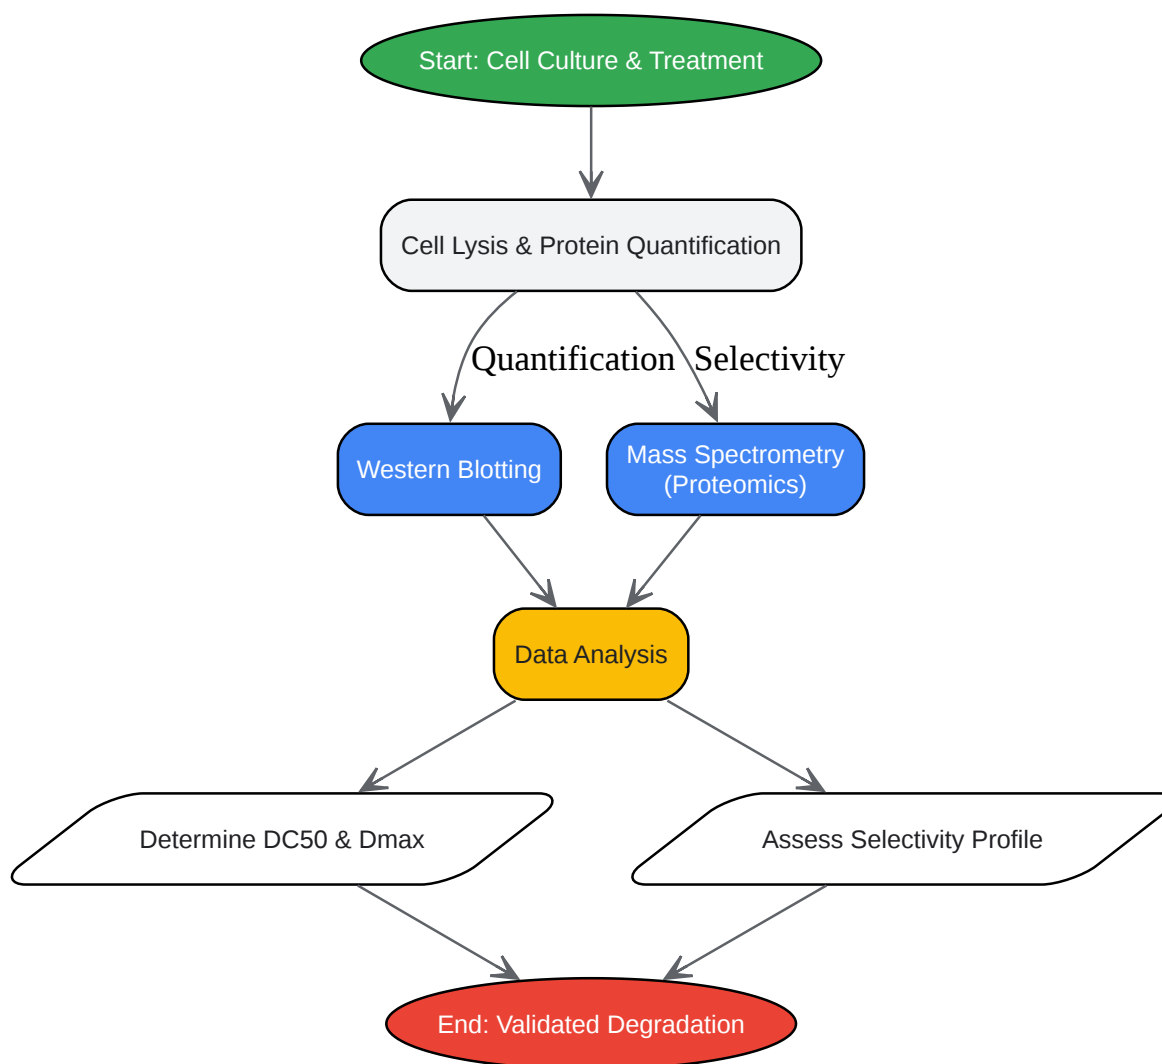 Start: Cell Culture & Treatment
Cell Lysis & Protein Quantification
Quantification
Selectivity
Western Blotting
Mass Spectrometry
(Proteomics)
Data Analysis
Determine DC50 & Dmax
Assess Selectivity Profile
End: Validated Degradation